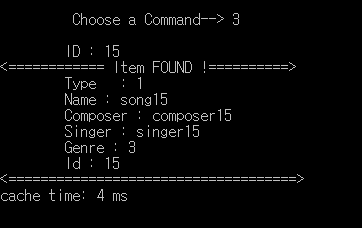 Choose a Command--> 3
ID : 15
<============ Item FOUND !==========>
Type   : 1
Name : song15
Composer : composer15
Singer : singer15
Genre : 3
Id : 15
<====================================>
cache time: 4 ms